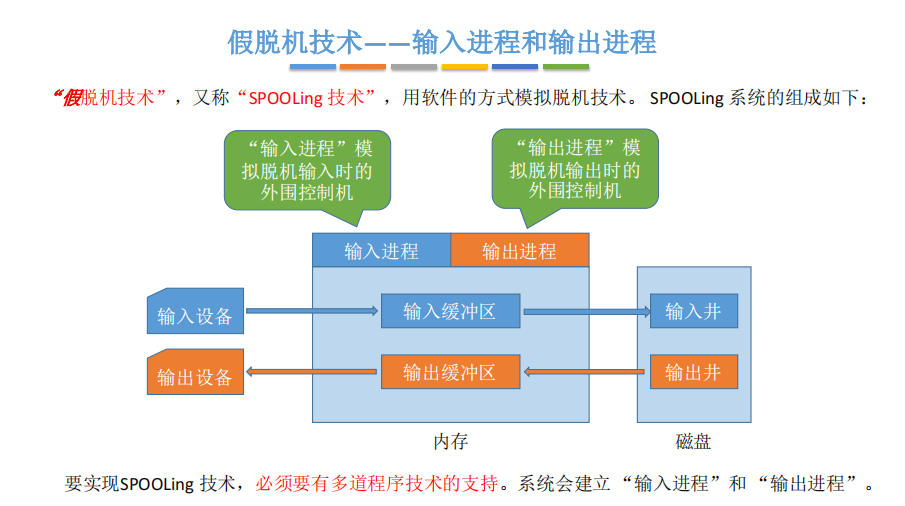 假脱机技术——输入进程和输出进程
“假脱机技术”，又称“SPOOLing 技术”，用软件的方式模拟脱机技术。SPOOLing 系统的组成如下：
“输入进程”模
拟脱机输入时的
外围控制机
“输出进程”模
拟脱机输出时的
外围控制机
输入进程
输出进程
输入设备
输入缓冲区
输入井
输出设备
输出缓冲区
输出井
内存
磁盘
要实现SPOOLing 技术，必须要有多道程序技术的支持。系统会建立 “输入进程”和 “输出进程”。